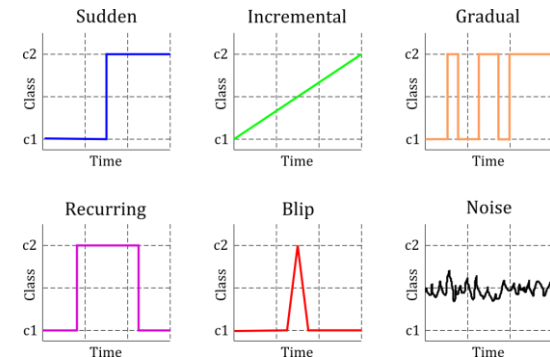 Sudden
c2
Class
c1
Time
Incremental
c2
Class
c1
Time
Gradual
c2
Class
c1
Time
Recurring
c2
Class
c1
Time
Blip
c2
Class
c1
Time
Noise
c2
Class
c1
Time